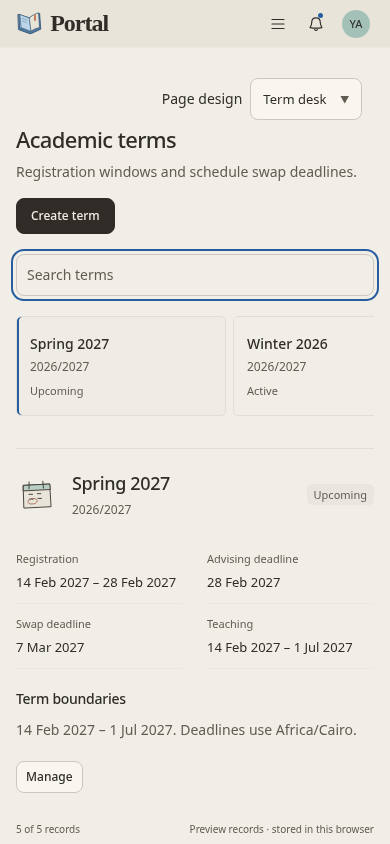 Portal
YA
Page design
Term desk
Academic terms
Registration windows and schedule swap deadlines.
Create term
Search terms
Spring 2027
2026/2027
Upcoming
Winter 2026
2026/2027
Active
Spring 2027
2026/2027
Upcoming
Registration
14 Feb 2027 – 28 Feb 2027
Advising deadline
28 Feb 2027
Swap deadline
7 Mar 2027
Teaching
14 Feb 2027 – 1 Jul 2027
Term boundaries
14 Feb 2027 – 1 Jul 2027. Deadlines use Africa/Cairo.
Manage
5 of 5 records
Preview records · stored in this browser